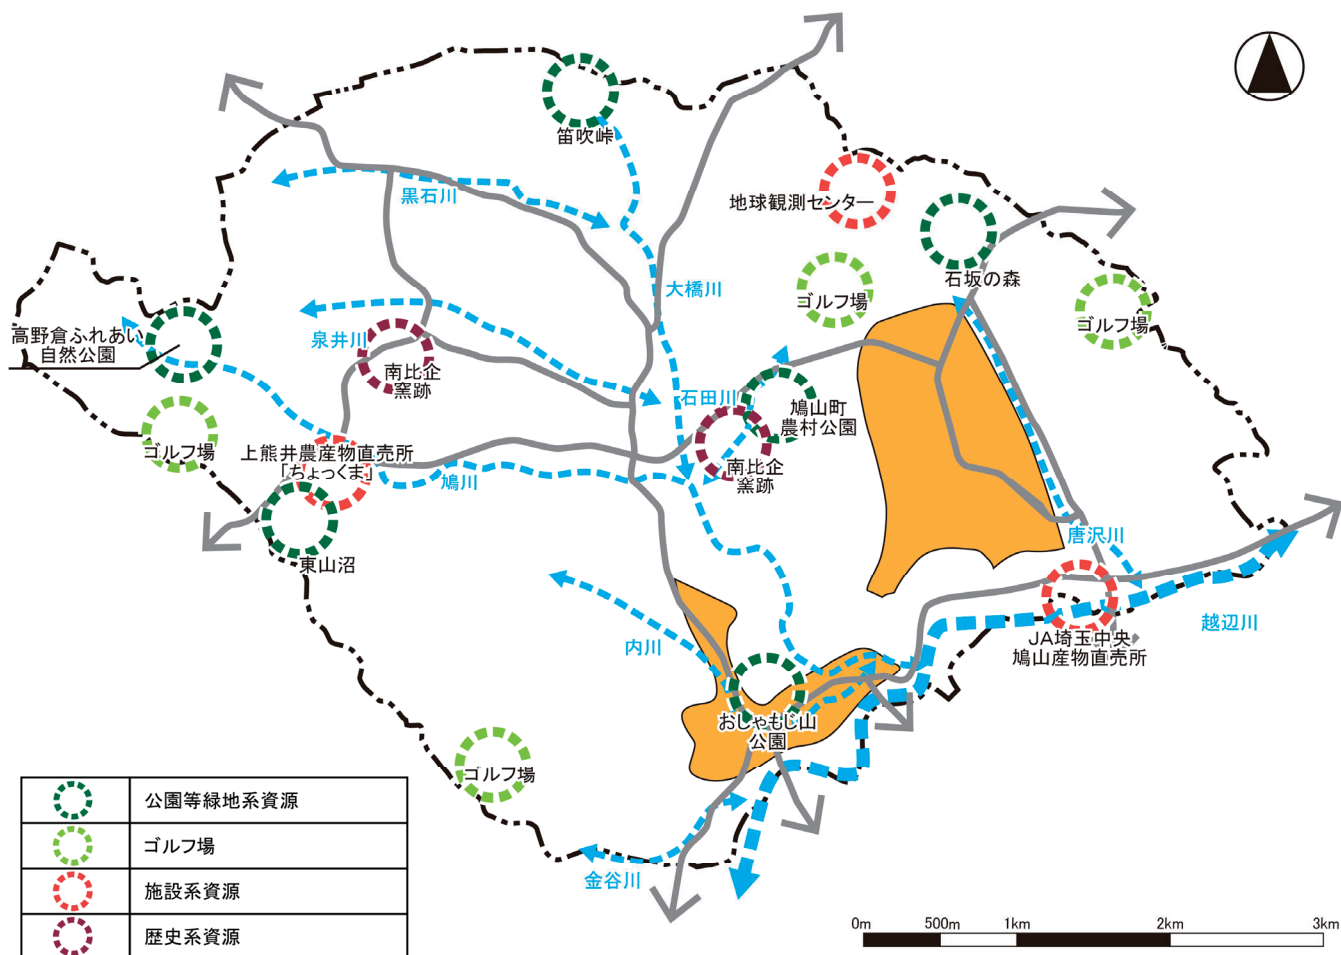 笛吹峠
地球観測センター
黒石川
石坂の森
大橋川
ゴルフ場
ゴルフ場
高野倉ふれあい
自然公園
泉井川
南比企
窯跡
石田川
鳩山町
農村公園
ゴルフ場
上熊井農産物直売所
「ちょっくま」
鳩川
南比企
窯跡
唐沢川
東山沼
越辺川
内川
JA埼玉中央
鳩山産物直売所
おしゃもじ山
公園
ゴルフ場
金谷川
公園等緑地系資源
ゴルフ場
施設系資源
歴史系資源
0m 500m 1km 2km 3km